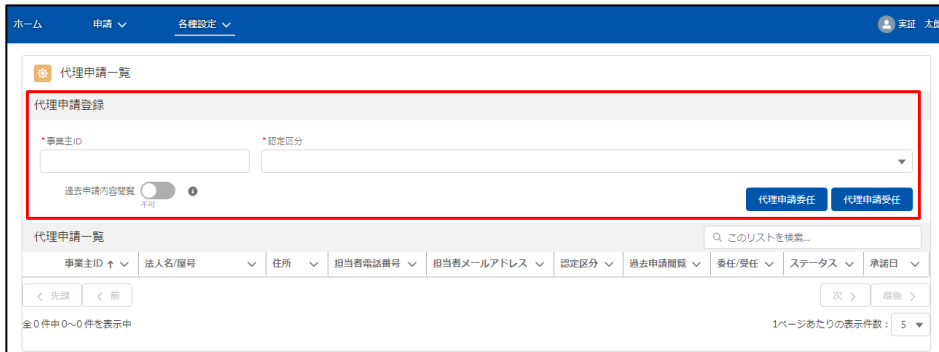 ホーム 申請 各種設定 実証 太郎
代理申請一覧
代理申請登録
*事業主ID *認定区分
過去申請内容閲覧
不可
代理申請委任 代理申請受任
代理申請一覧 このリストを検索...
事業主ID ↑ 法人名/屋号 住所 担当者電話番号 担当者メールアドレス 認定区分 過去申請閲覧 委任/受任 ステータス 承諾日
< 先頭 < 前 次 > 最後 >
全0件中0～0件を表示中 1ページあたりの表示件数： 5